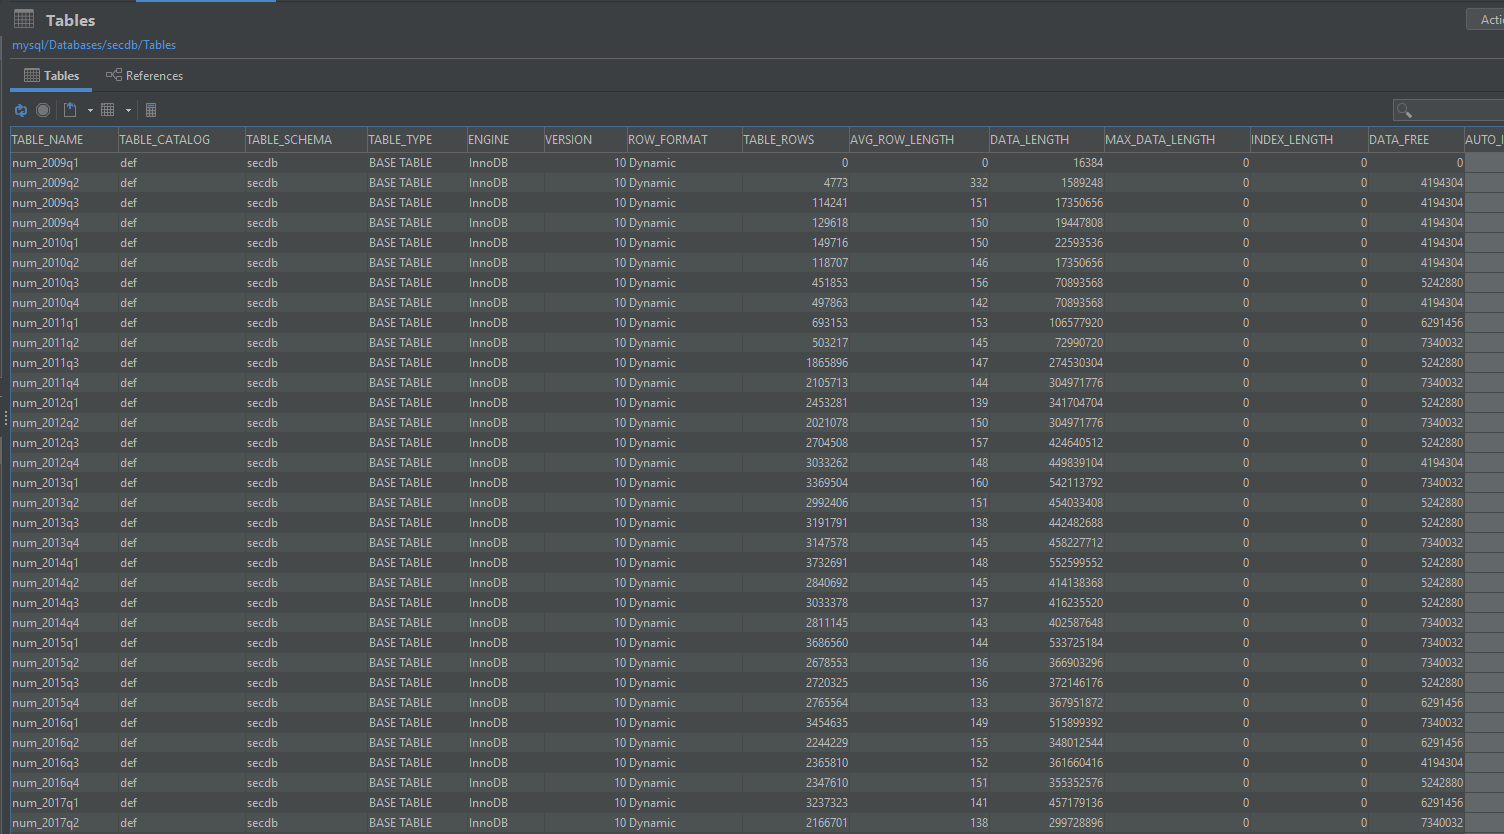 Tables
Acti
mysql/Databases/secdb/Tables
Tables References
TABLE_NAME TABLE_CATALOG TABLE_SCHEMA TABLE_TYPE ENGINE VERSION ROW_FORMAT TABLE_ROWS AVG_ROW_LENGTH DATA_LENGTH MAX_DATA_LENGTH INDEX_LENGTH DATA_FREE AUTO_I
num_2009q1 def secdb BASE TABLE InnoDB 10 Dynamic 0 0 16384 0 0 0
num_2009q2 def secdb BASE TABLE InnoDB 10 Dynamic 4773 332 1589248 0 0 4194304
num_2009q3 def secdb BASE TABLE InnoDB 10 Dynamic 114241 151 17350656 0 0 4194304
num_2009q4 def secdb BASE TABLE InnoDB 10 Dynamic 129618 150 19447808 0 0 4194304
num_2010q1 def secdb BASE TABLE InnoDB 10 Dynamic 149716 150 22593536 0 0 4194304
num_2010q2 def secdb BASE TABLE InnoDB 10 Dynamic 118707 146 17350656 0 0 4194304
num_2010q3 def secdb BASE TABLE InnoDB 10 Dynamic 451853 156 70893568 0 0 5242880
num_2010q4 def secdb BASE TABLE InnoDB 10 Dynamic 497863 142 70893568 0 0 4194304
num_2011q1 def secdb BASE TABLE InnoDB 10 Dynamic 693153 153 106577920 0 0 6291456
num_2011q2 def secdb BASE TABLE InnoDB 10 Dynamic 503217 145 72990720 0 0 7340032
num_2011q3 def secdb BASE TABLE InnoDB 10 Dynamic 1865896 147 274530304 0 0 5242880
num_2011q4 def secdb BASE TABLE InnoDB 10 Dynamic 2105713 144 304971776 0 0 7340032
num_2012q1 def secdb BASE TABLE InnoDB 10 Dynamic 2453281 139 341704704 0 0 5242880
num_2012q2 def secdb BASE TABLE InnoDB 10 Dynamic 2021078 150 304971776 0 0 7340032
num_2012q3 def secdb BASE TABLE InnoDB 10 Dynamic 2704508 157 424640512 0 0 5242880
num_2012q4 def secdb BASE TABLE InnoDB 10 Dynamic 3033262 148 449839104 0 0 4194304
num_2013q1 def secdb BASE TABLE InnoDB 10 Dynamic 3369504 160 542113792 0 0 7340032
num_2013q2 def secdb BASE TABLE InnoDB 10 Dynamic 2992406 151 454033408 0 0 5242880
num_2013q3 def secdb BASE TABLE InnoDB 10 Dynamic 3191791 138 442482688 0 0 5242880
num_2013q4 def secdb BASE TABLE InnoDB 10 Dynamic 3147578 145 458227712 0 0 7340032
num_2014q1 def secdb BASE TABLE InnoDB 10 Dynamic 3732691 148 552599552 0 0 5242880
num_2014q2 def secdb BASE TABLE InnoDB 10 Dynamic 2840692 145 414138368 0 0 5242880
num_2014q3 def secdb BASE TABLE InnoDB 10 Dynamic 3033378 137 416235520 0 0 5242880
num_2014q4 def secdb BASE TABLE InnoDB 10 Dynamic 2811145 143 402587648 0 0 7340032
num_2015q1 def secdb BASE TABLE InnoDB 10 Dynamic 3686560 144 533725184 0 0 7340032
num_2015q2 def secdb BASE TABLE InnoDB 10 Dynamic 2678553 136 366903296 0 0 7340032
num_2015q3 def secdb BASE TABLE InnoDB 10 Dynamic 2720325 136 372146176 0 0 5242880
num_2015q4 def secdb BASE TABLE InnoDB 10 Dynamic 2765564 133 367951872 0 0 6291456
num_2016q1 def secdb BASE TABLE InnoDB 10 Dynamic 3454635 149 515899392 0 0 7340032
num_2016q2 def secdb BASE TABLE InnoDB 10 Dynamic 2244229 155 348012544 0 0 6291456
num_2016q3 def secdb BASE TABLE InnoDB 10 Dynamic 2365810 152 361660416 0 0 4194304
num_2016q4 def secdb BASE TABLE InnoDB 10 Dynamic 2347610 151 355352576 0 0 5242880
num_2017q1 def secdb BASE TABLE InnoDB 10 Dynamic 3237323 141 457179136 0 0 6291456
num_2017q2 def secdb BASE TABLE InnoDB 10 Dynamic 2166701 138 299728896 0 0 7340032